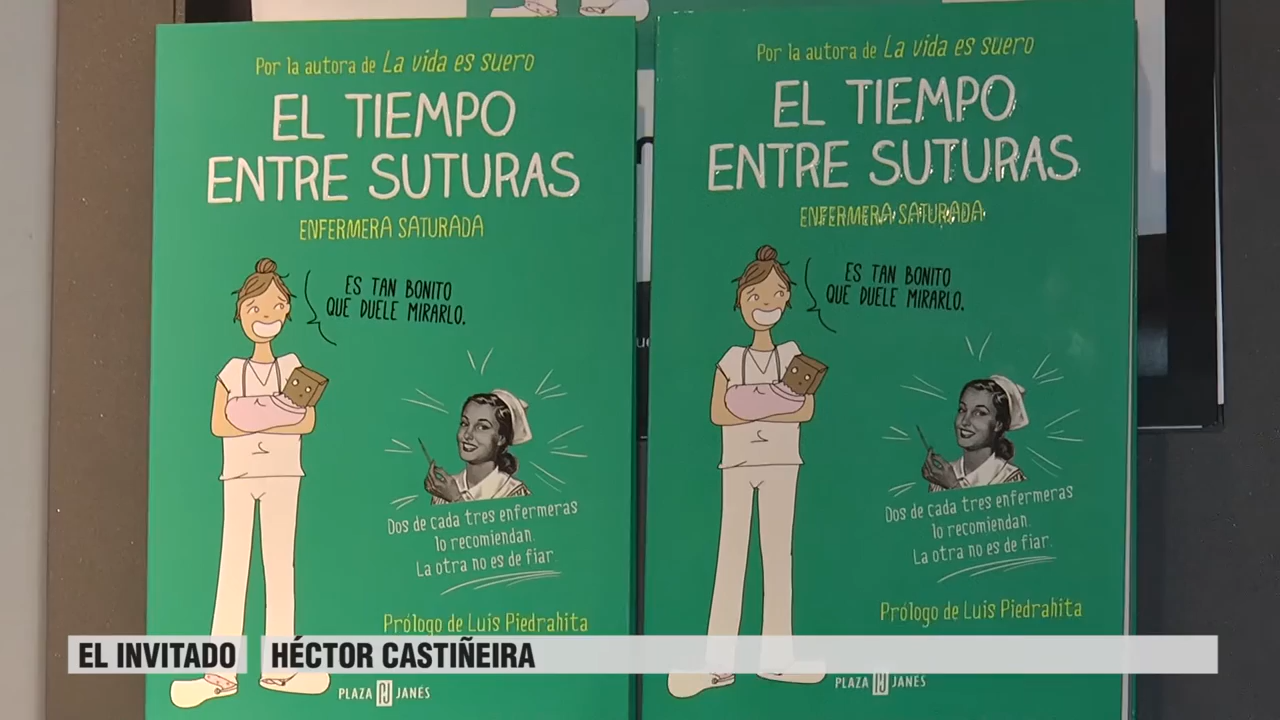 Por la autora de La vida es suero
EL TIEMPO
ENTRE SUTURAS
ENFERMERA SATURADA
ES TAN BONITO
QUE DUELE MIRARLO.
Dos de cada tres enfermeras
lo recomiendan.
La otra no es de fiar.
Prólogo de Luis Piedrahita
PLAZA PJ JANÉS
Por la autora de La vida es suero
EL TIEMPO
ENTRE SUTURAS
ENFERMERA SATURADA
ES TAN BONITO
QUE DUELE MIRARLO.
Dos de cada tres enfermeras
lo recomiendan.
La otra no es de fiar.
Prólogo de Luis Piedrahita
PLAZA PJ JANÉS
EL INVITADO HÉCTOR CASTIÑEIRA